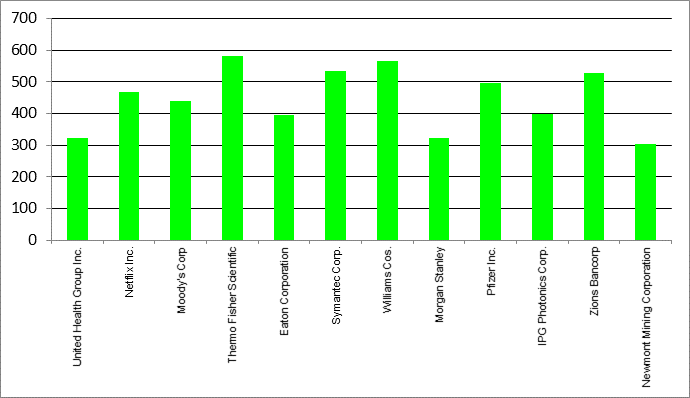 700
600
500
400
300
200
100
0
United Health Group Inc.
Netflix Inc.
Moody's Corp
Thermo Fisher Scientific
Eaton Corporation
Symantec Corp.
Williams Cos.
Morgan Stanley
Pfizer Inc.
IPG Photonics Corp.
Zions Bancorp
Newmont Mining Corporation